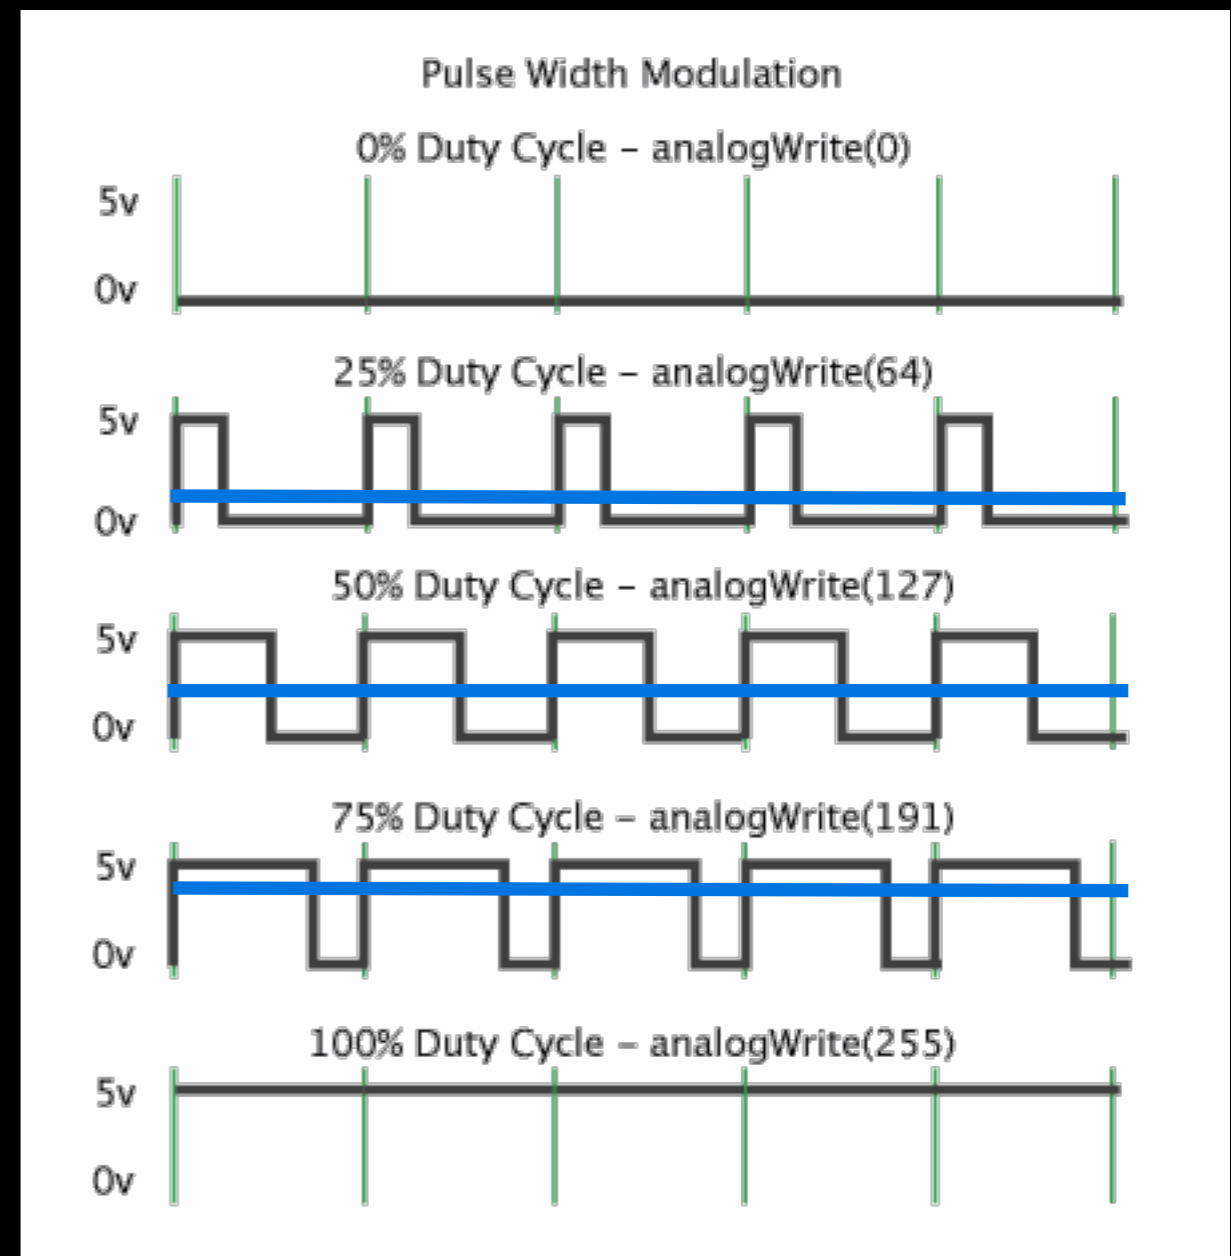 Pulse Width Modulation
0% Duty Cycle – analogWrite(0)
5v
0v
25% Duty Cycle – analogWrite(64)
5v
0v
50% Duty Cycle – analogWrite(127)
5v
0v
75% Duty Cycle – analogWrite(191)
5v
0v
100% Duty Cycle – analogWrite(255)
5v
0v